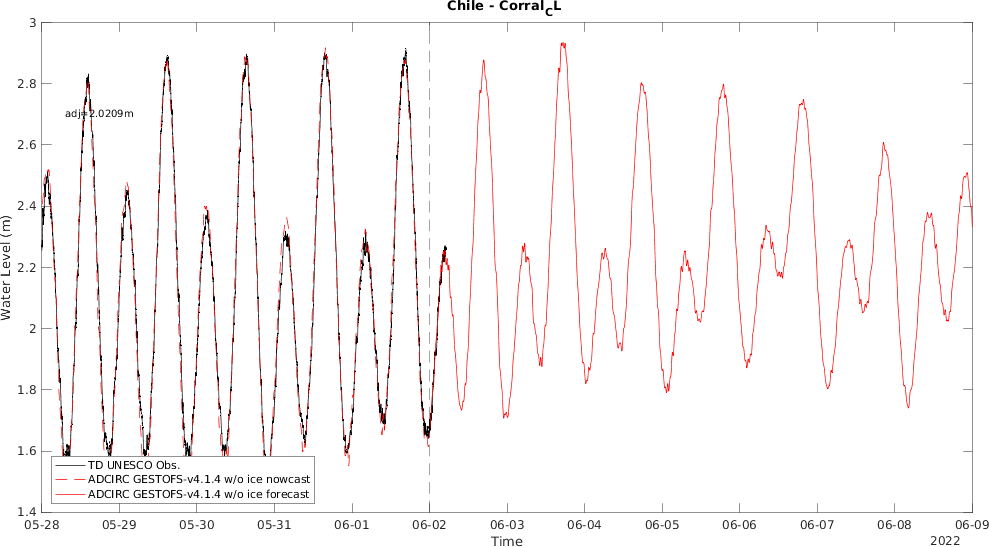 Chile - Corral_CL
3
2.8
2.6
2.4
2.2
2
1.8
1.6
1.4
Water Level (m)
adj=2.0209m
TD UNESCO Obs.
ADCIRC GESTOFS-v4.1.4 w/o ice nowcast
ADCIRC GESTOFS-v4.1.4 w/o ice forecast
05-28 05-29 05-30 05-31 06-01 06-02 06-03 06-04 06-05 06-06 06-07 06-08 06-09
Time
2022